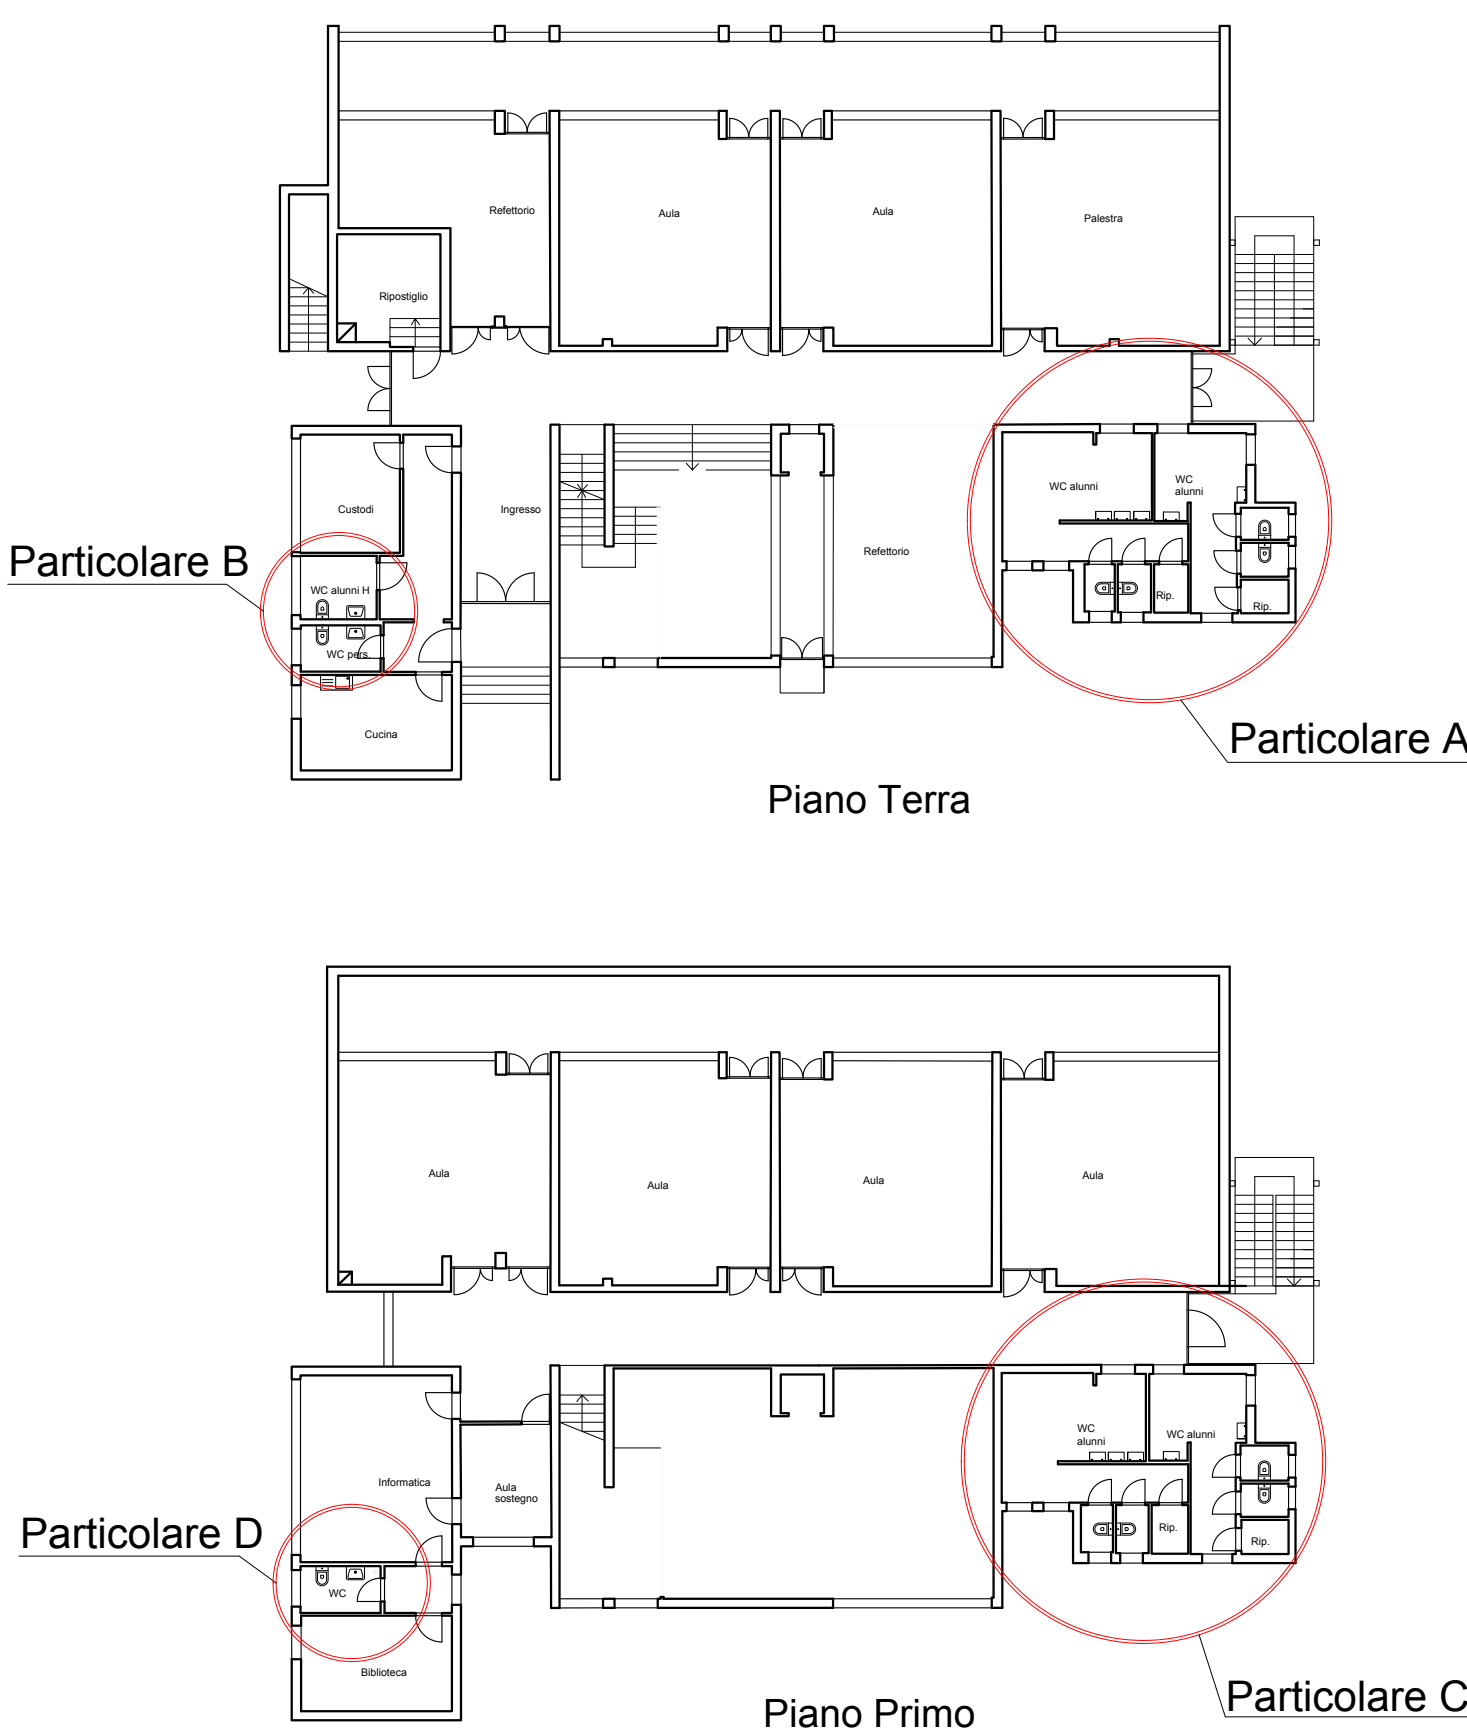 Refettorio
Aula
Aula
Palestra
Ripostiglio
WC alunni
WC
alunni
Custodi
Ingresso
Refettorio
Particolare B
WC alunni H
Rip.
Rip.
WC pers.
Cucina
Particolare A
Piano Terra
Aula
Aula
Aula
Aula
WC
alunni
WC alunni
Informatica
Aula
sostegno
Particolare D
Rip.
Rip.
WC
Biblioteca
Particolare C
Piano Primo